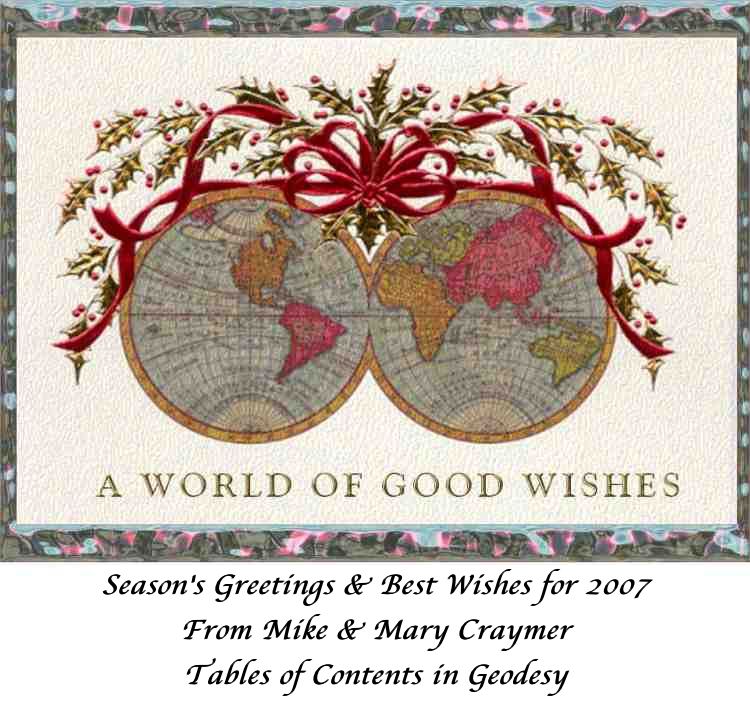 A WORLD OF GOOD WISHES
Season's Greetings & Best Wishes for 2007
From Mike & Mary Craymer
Tables of Contents in Geodesy